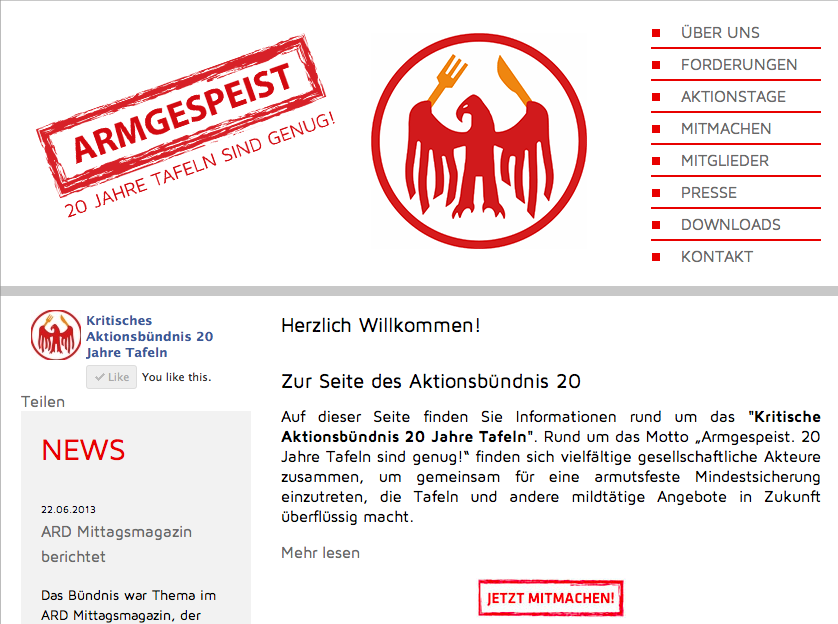 ARMGESPEIST
20 JAHRE TAFELN SIND GENUG!
ÜBER UNS
FORDERUNGEN
AKTIONSTAGE
MITMACHEN
MITGLIEDER
PRESSE
DOWNLOADS
KONTAKT
Kritisches
Aktionsbündnis 20
Jahre Tafeln
Like You like this.
Teilen
NEWS
22.06.2013
ARD Mittagsmagazin
berichtet
Das Bündnis war Thema im
ARD Mittagsmagazin, der
Herzlich Willkommen!
Zur Seite des Aktionsbündnis 20
Auf dieser Seite finden Sie Informationen rund um das "Kritische
Aktionsbündnis 20 Jahre Tafeln". Rund um das Motto „Armgespeist. 20
Jahre Tafeln sind genug!“ finden sich vielfältige gesellschaftliche Akteure
zusammen, um gemeinsam für eine armutsfeste Mindestsicherung
einzutreten, die Tafeln und andere mildtätige Angebote in Zukunft
überflüssig macht.
Mehr lesen
JETZT MITMACHEN!